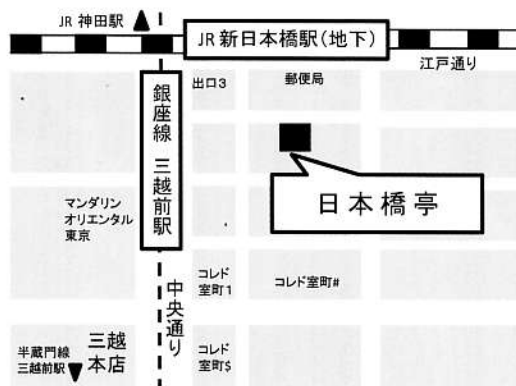 JR 神田駅
JR 新日本橋駅(地下)
江戸通り
出口3
郵便局
銀座線 三越前駅
日本橋亭
マンダリン
オリエンタル
東京
コレド
室町1
コレド室町#
中央通り
三越
本店
半蔵門線
三越前駅
コレド
室町$